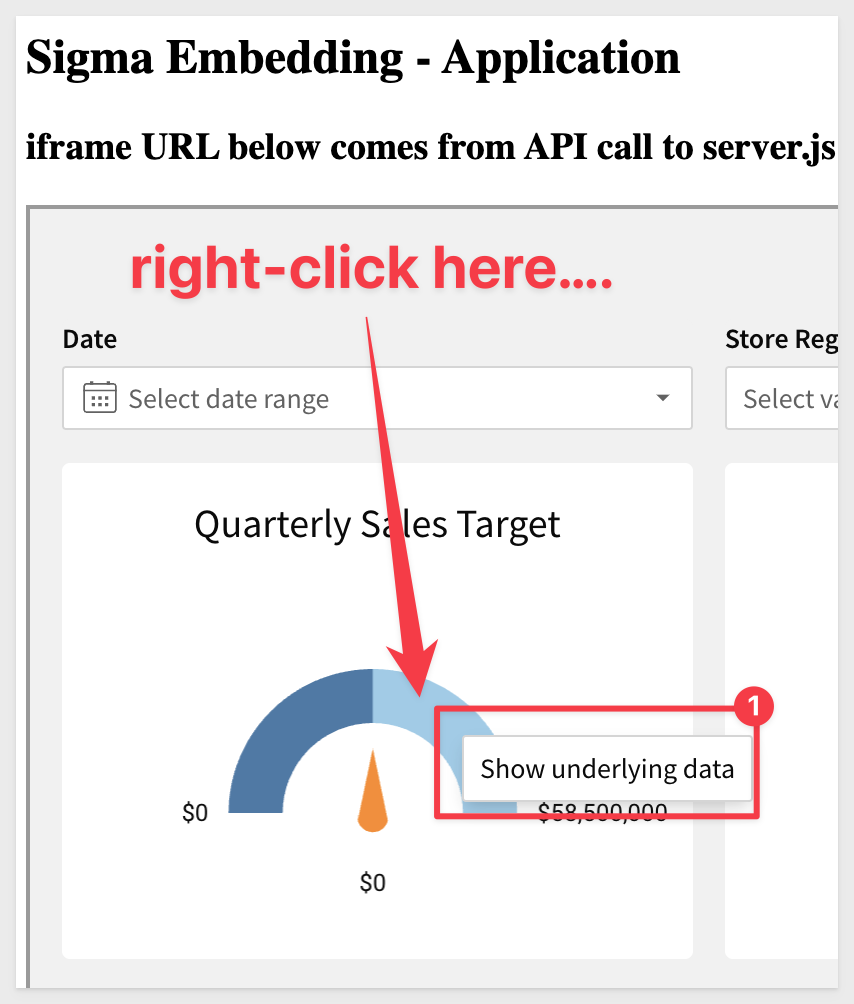 Sigma Embedding - Application
iframe URL below comes from API call to server.js
right-click here....
Date
Store Reg
Select date range
Select va
Quarterly Sales Target
1
Show underlying data
$0
$58,500,000
$0